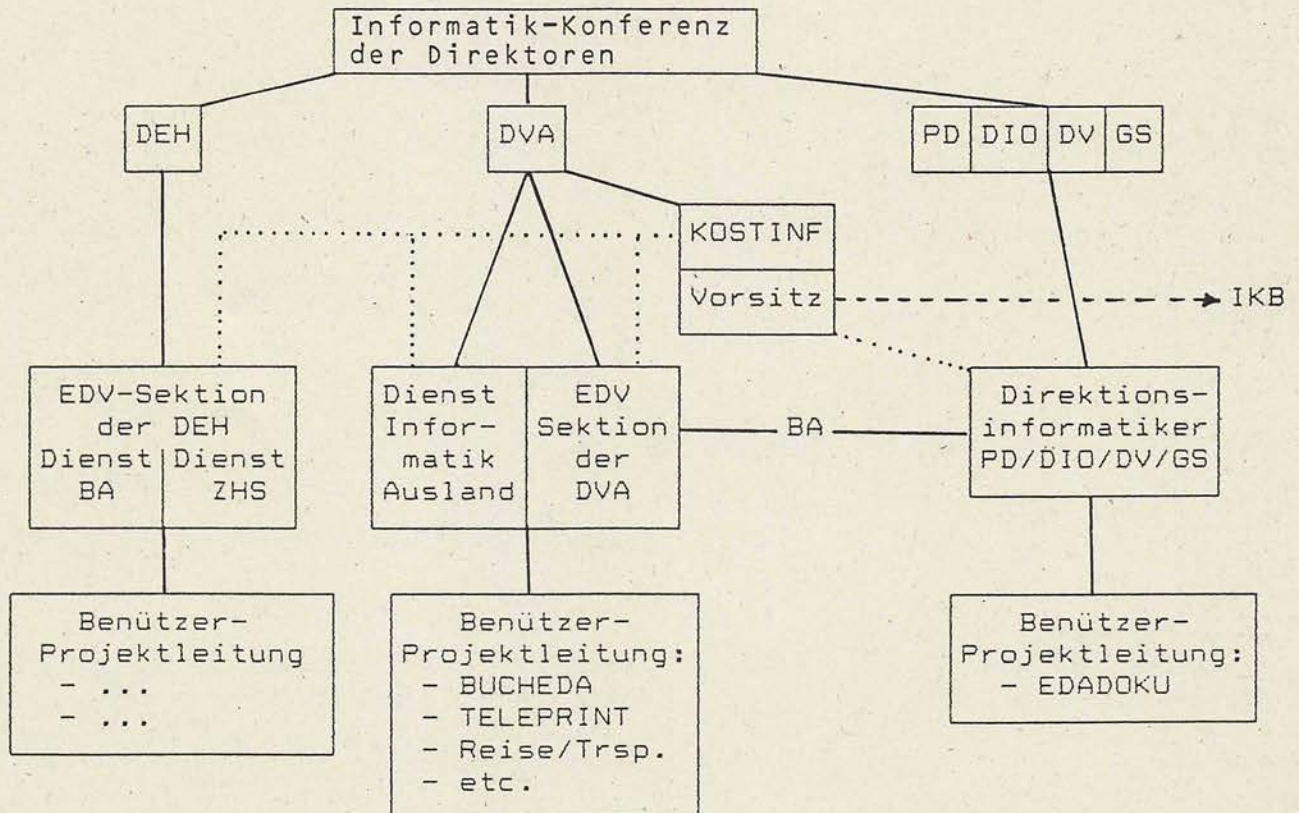 Informatik-Konferenz
der Direktoren
DEH
DVA
PD DIO DV GS
KOSTINF
Vorsitz
IKB
EDV-Sektion
der DEH
Dienst Dienst
BA ZHS
Dienst
Infor-
matik
Ausland
EDV
Sektion
der
DVA
BA
Direktions-
informatiker
PD/DIO/DV/GS
Benützer-
Projektleitung
- ...
- ...
Benützer-
Projektleitung:
- BUCHEDA
- TELEPRINT
- Reise/Trsp.
- etc.
Benützer-
Projektleitung:
- EDADOKU